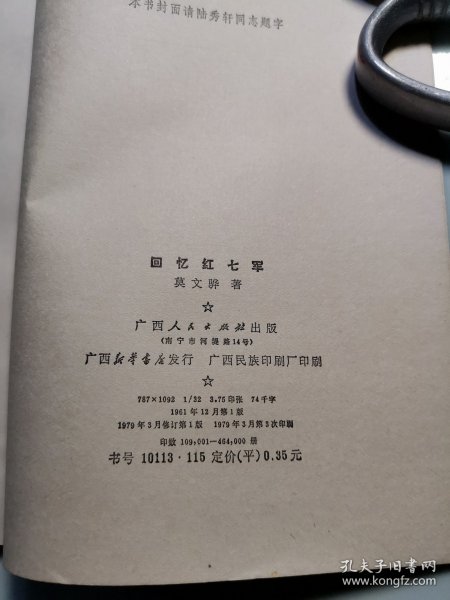 本书封面请陆秀轩同志题字
回忆红七军
莫文骅 著
☆
广西人民出版社出版
(南宁市河堤路14号)
广西新华书店发行 广西民族印刷厂印刷
☆
787×1092 1/32 3.75印张 74千字
1961年12月第1版
1979年3月修订第1版 1979年3月第3次印刷
印数 109,001—464,000 册
书号 10113·115 定价(平)0.35元
孔夫子旧书网
www.kongfz.com